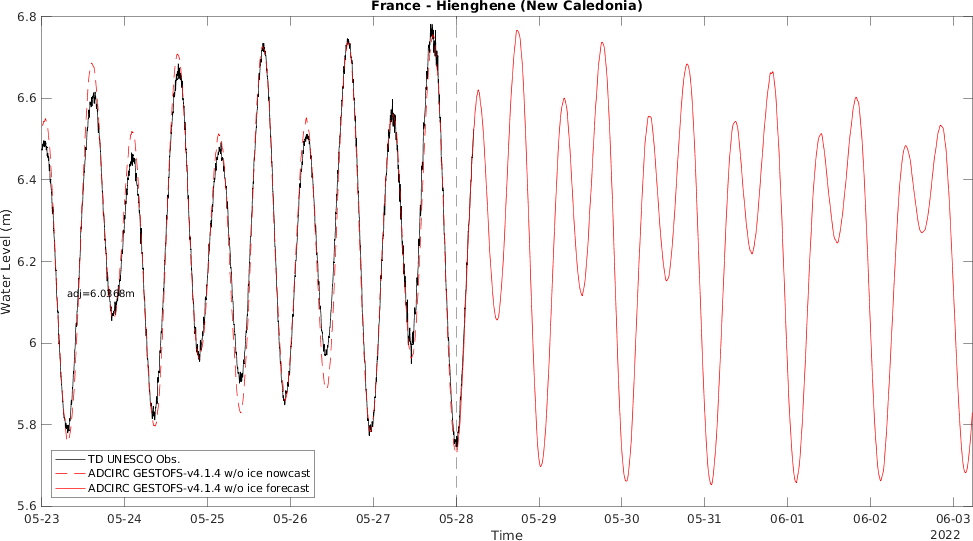 France - Hienghene (New Caledonia)
6.8
6.6
6.4
6.2
6
5.8
5.6
Water Level (m)
adj=6.0368m
TD UNESCO Obs.
ADCIRC GESTOFS-v4.1.4 w/o ice nowcast
ADCIRC GESTOFS-v4.1.4 w/o ice forecast
05-23 05-24 05-25 05-26 05-27 05-28 05-29 05-30 05-31 06-01 06-02 06-03
Time
2022